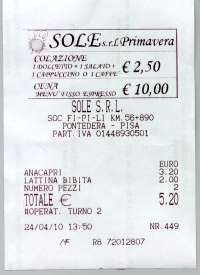 SOLE s.r.l. Primavera
COLAZIONE
1 DOLCETTO + 1 SALATO +
1 CAPPUCCINO O 1 CAFFE
€ 2,50
CENA
MENU' FISSO ESPRESSO
€ 10,00
SOLE S.R.L.
SGC FI-PI-LI KM.56+890
PONTEDERA - PISA
PART.IVA 01448930501
EURO
ANACAPRI 3.20
LATTINA BIBITA 2.00
NUMERO PEZZI 2
TOTALE € 5.20
#OPERAT. TURNO 2
24/04/10 13:50 NR.449
MF R8 72012807